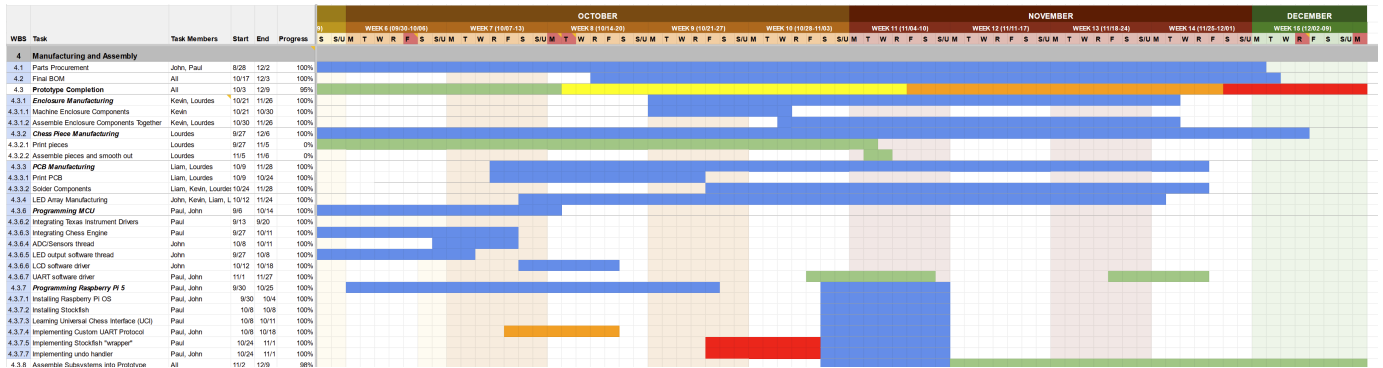 OCTOBER NOVEMBER DECEMBER
9) WEEK 6 (09/30-10/06) WEEK 7 (10/07-13) WEEK 8 (10/14-20) WEEK 9 (10/21-27) WEEK 10 (10/28-11/03) WEEK 11 (11/04-10) WEEK 12 (11/11-17) WEEK 13 (11/18-24) WEEK 14 (11/25-12/01) WEEK 15 (12/02-09)
WBS Task Task Members Start End Progress S S/U M T W R F S S/U M T W R F S S/U M T W R F S S/U M T W R F S S/U M T W R F S S/U M T W R F S S/U M T W R F S S/U M T W R F S S/U M T W R F S S/U M T W R F S S/U M
4 Manufacturing and Assembly
4.1 Parts Procurement John, Paul 8/28 12/2 100%
4.2 Final BOM All 10/17 12/3 100%
4.3 Prototype Completion All 10/3 12/9 95%
4.3.1 Enclosure Manufacturing Kevin, Lourdes 10/21 11/26 100%
4.3.1.1 Machine Enclosure Components Kevin 10/21 10/30 100%
4.3.1.2 Assemble Enclosure Components Together Kevin, Lourdes 10/30 11/26 100%
4.3.2 Chess Piece Manufacturing Lourdes 9/27 12/6 100%
4.3.2.1 Print pieces Lourdes 9/27 11/5 0%
4.3.2.2 Assemble pieces and smooth out Lourdes 11/5 11/6 0%
4.3.3 PCB Manufacturing Liam, Lourdes 10/9 11/28 100%
4.3.3.1 Print PCB Liam, Lourdes 10/9 10/24 100%
4.3.3.2 Solder Components Liam, Kevin, Lourdes 10/24 11/28 100%
4.3.4 LED Array Manufacturing John, Kevin, Liam, L 10/12 11/24 100%
4.3.6 Programming MCU Paul, John 9/6 10/14 100%
4.3.6.2 Integrating Texas Instrument Drivers Paul 9/13 9/20 100%
4.3.6.3 Integrating Chess Engine Paul 9/27 10/11 100%
4.3.6.4 ADC/Sensors thread John 10/8 10/11 100%
4.3.6.5 LED output software thread John 9/27 10/8 100%
4.3.6.6 LCD software driver John 10/12 10/18 100%
4.3.6.7 UART software driver Paul, John 11/1 11/27 100%
4.3.7 Programming Raspberry Pi 5 Paul, John 9/30 10/25 100%
4.3.7.1 Installing Raspberry Pi OS Paul, John 9/30 10/4 100%
4.3.7.2 Installing Stockfish Paul 10/8 10/8 100%
4.3.7.3 Learning Universal Chess Interface (UCI) Paul 10/8 10/11 100%
4.3.7.4 Implementing Custom UART Protocol Paul, John 10/8 10/18 100%
4.3.7.5 Implementing Stockfish "wrapper" Paul 10/24 11/1 100%
4.3.7.7 Implementing undo handler Paul, John 10/24 11/1 100%
4.3.8 Assemble Subsystems into Prototype All 11/2 12/9 98%